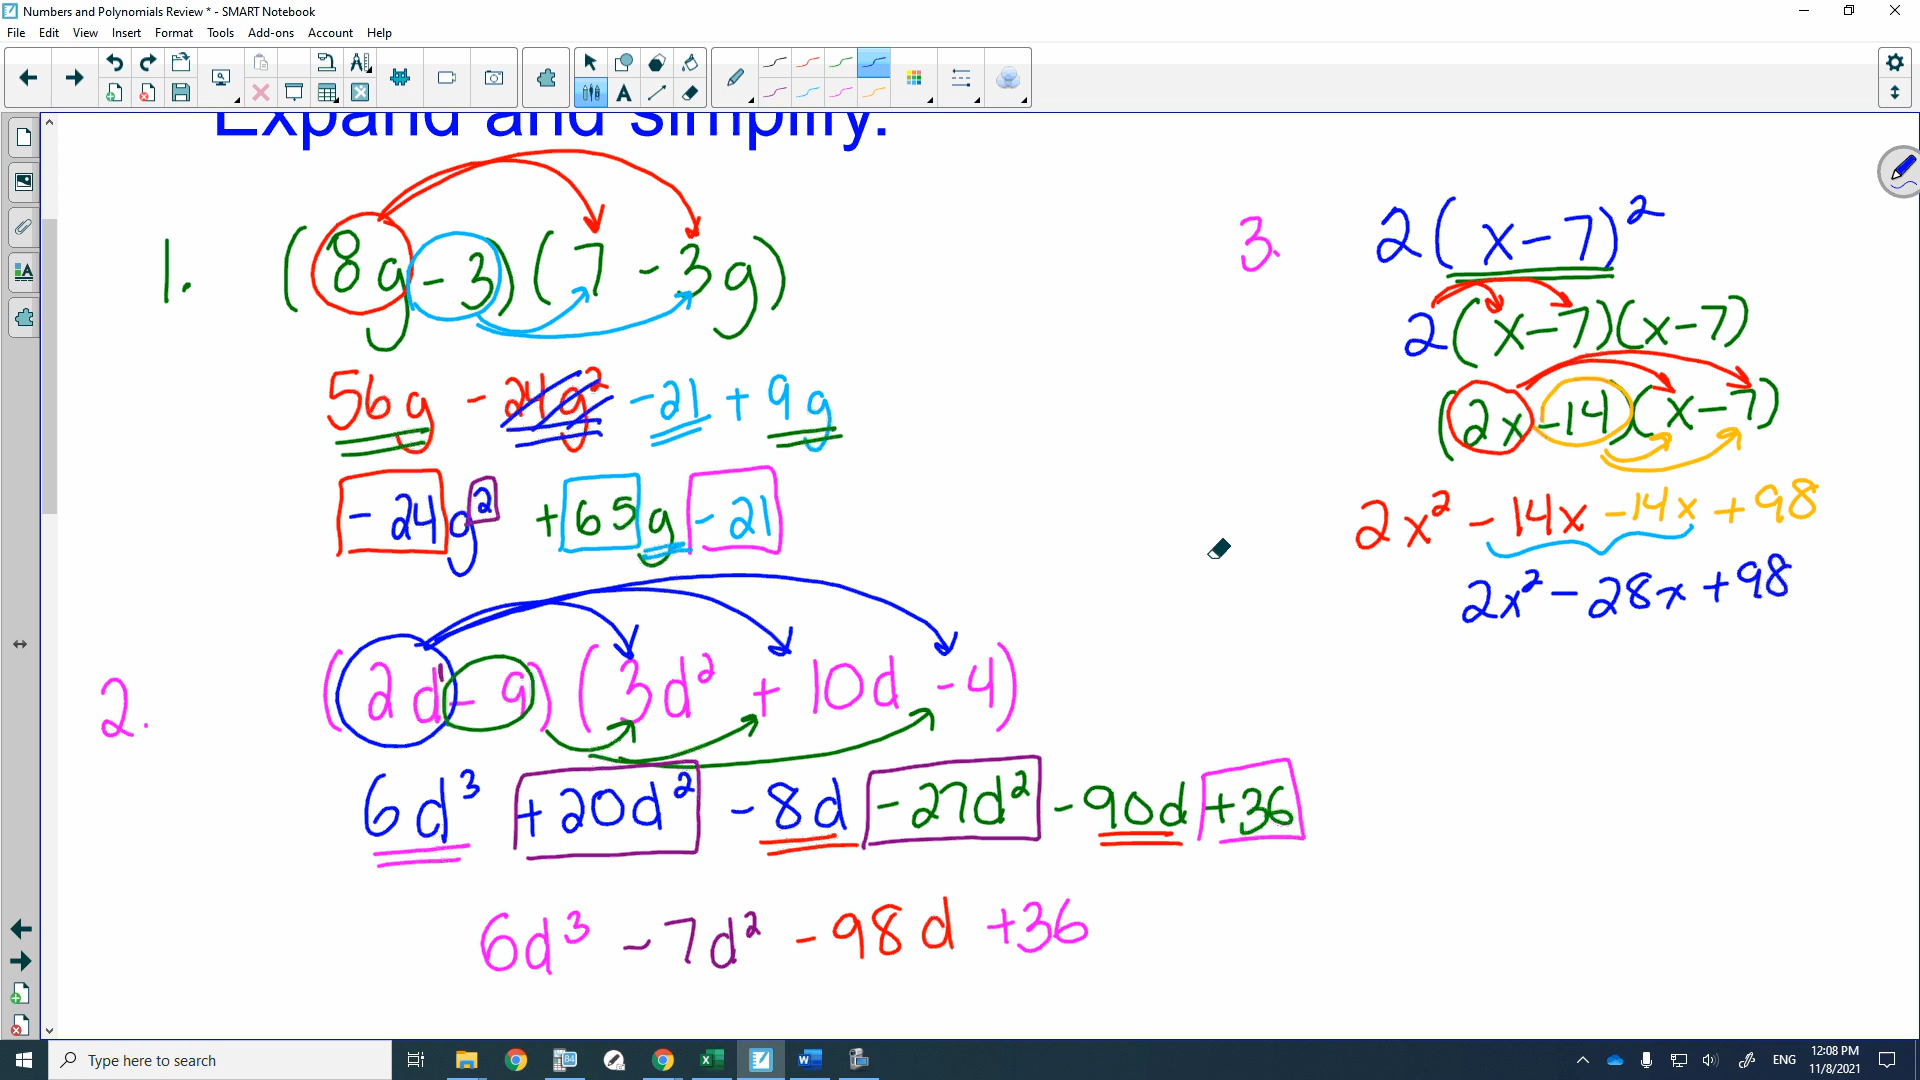 Numbers and Polynomials Review * - SMART Notebook
File Edit View Insert Format Tools Add-ons Account Help
Expand and simplify.
1. (8g - 3)(7 - 3g)
56g - 24g² - 21 + 9g
-24g² + 65g - 21
2. (2d¹ - 9)(3d² + 10d - 4)
6d³ + 20d² - 8d - 27d² - 90d + 36
6d³ - 7d² - 98d + 36
3. 2(x - 7)²
2(x - 7)(x - 7)
(2x - 14)(x - 7)
2x² - 14x - 14x + 98
2x² - 28x + 98
Type here to search
84
ENG
12:08 PM
11/8/2021